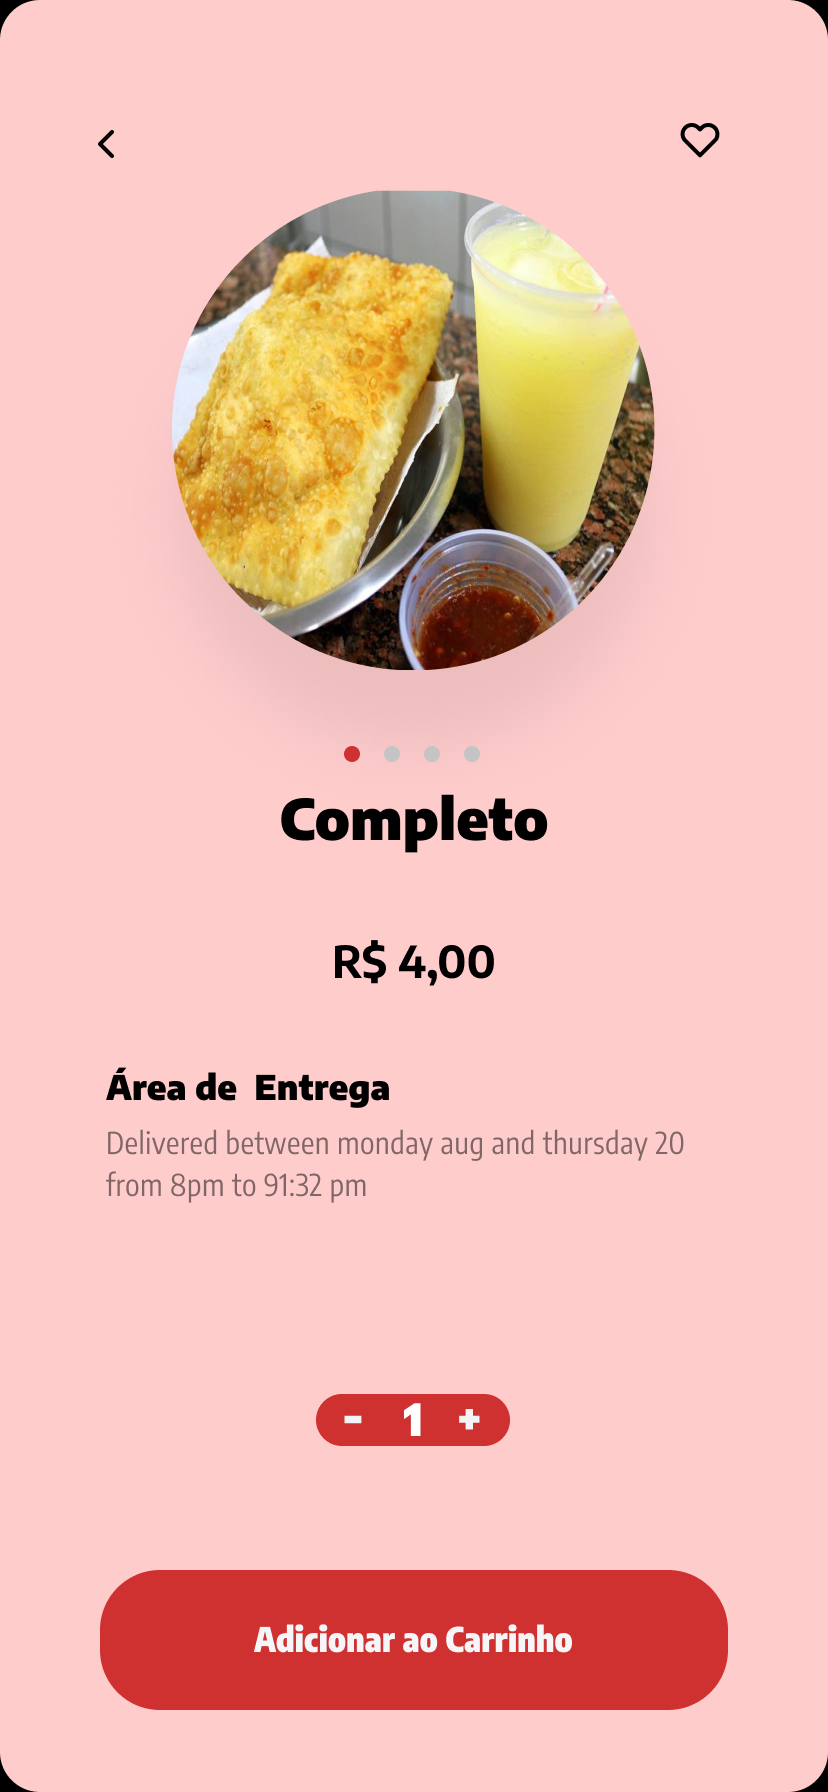 Completo
R$ 4,00
Área de  Entrega
Delivered between monday aug and thursday 20
from 8pm to 91:32 pm
- 1 +
Adicionar ao Carrinho